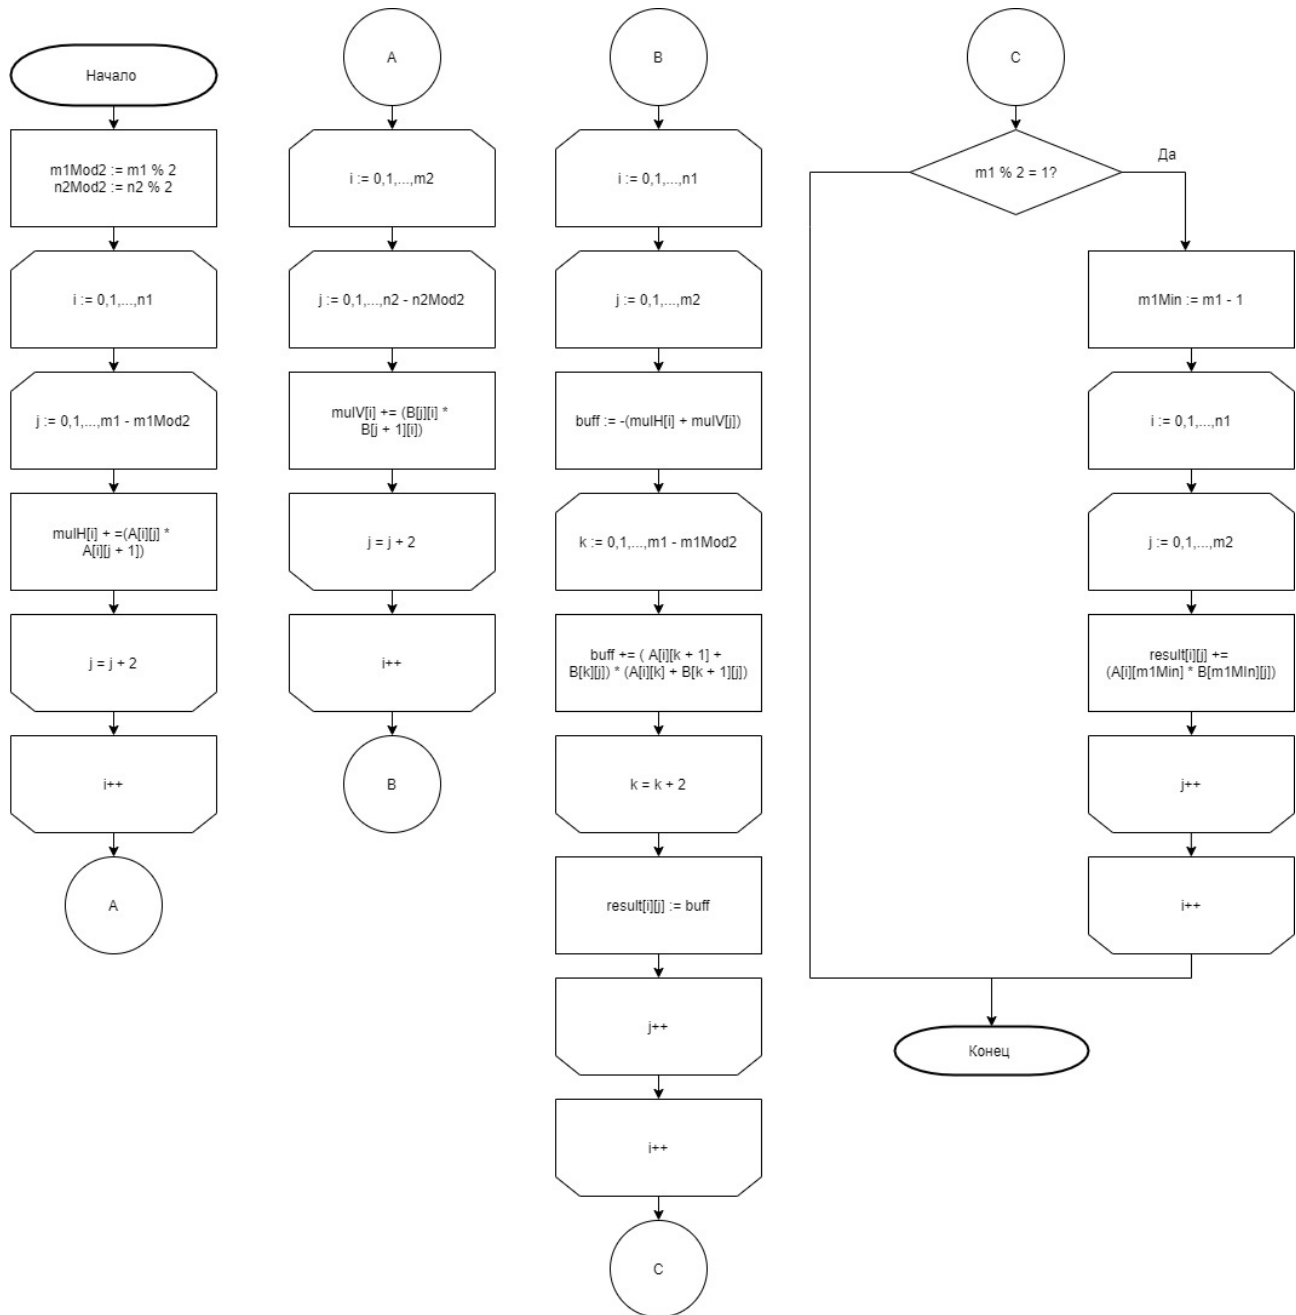 Начало
m1Mod2 := m1 % 2
n2Mod2 := n2 % 2
i := 0,1,...,n1
j := 0,1,...,m1 - m1Mod2
mulH[i] + =(A[i][j] *
A[i][j + 1])
j = j + 2
i++
A
A
i := 0,1,...,m2
j := 0,1,...,n2 - n2Mod2
mulV[i] += (B[j][i] *
B[j + 1][i])
j = j + 2
i++
B
B
i := 0,1,...,n1
j := 0,1,...,m2
buff := -(mulH[i] + mulV[j])
k := 0,1,...,m1 - m1Mod2
buff += ( A[i][k + 1] +
B[k][j]) * (A[i][k] + B[k + 1][j])
k = k + 2
result[i][j] := buff
j++
i++
C
C
m1 % 2 = 1?
Да
m1Min := m1 - 1
i := 0,1,...,n1
j := 0,1,...,m2
result[i][j] +=
(A[i][m1Min] * B[m1MIn][j])
j++
i++
Конец